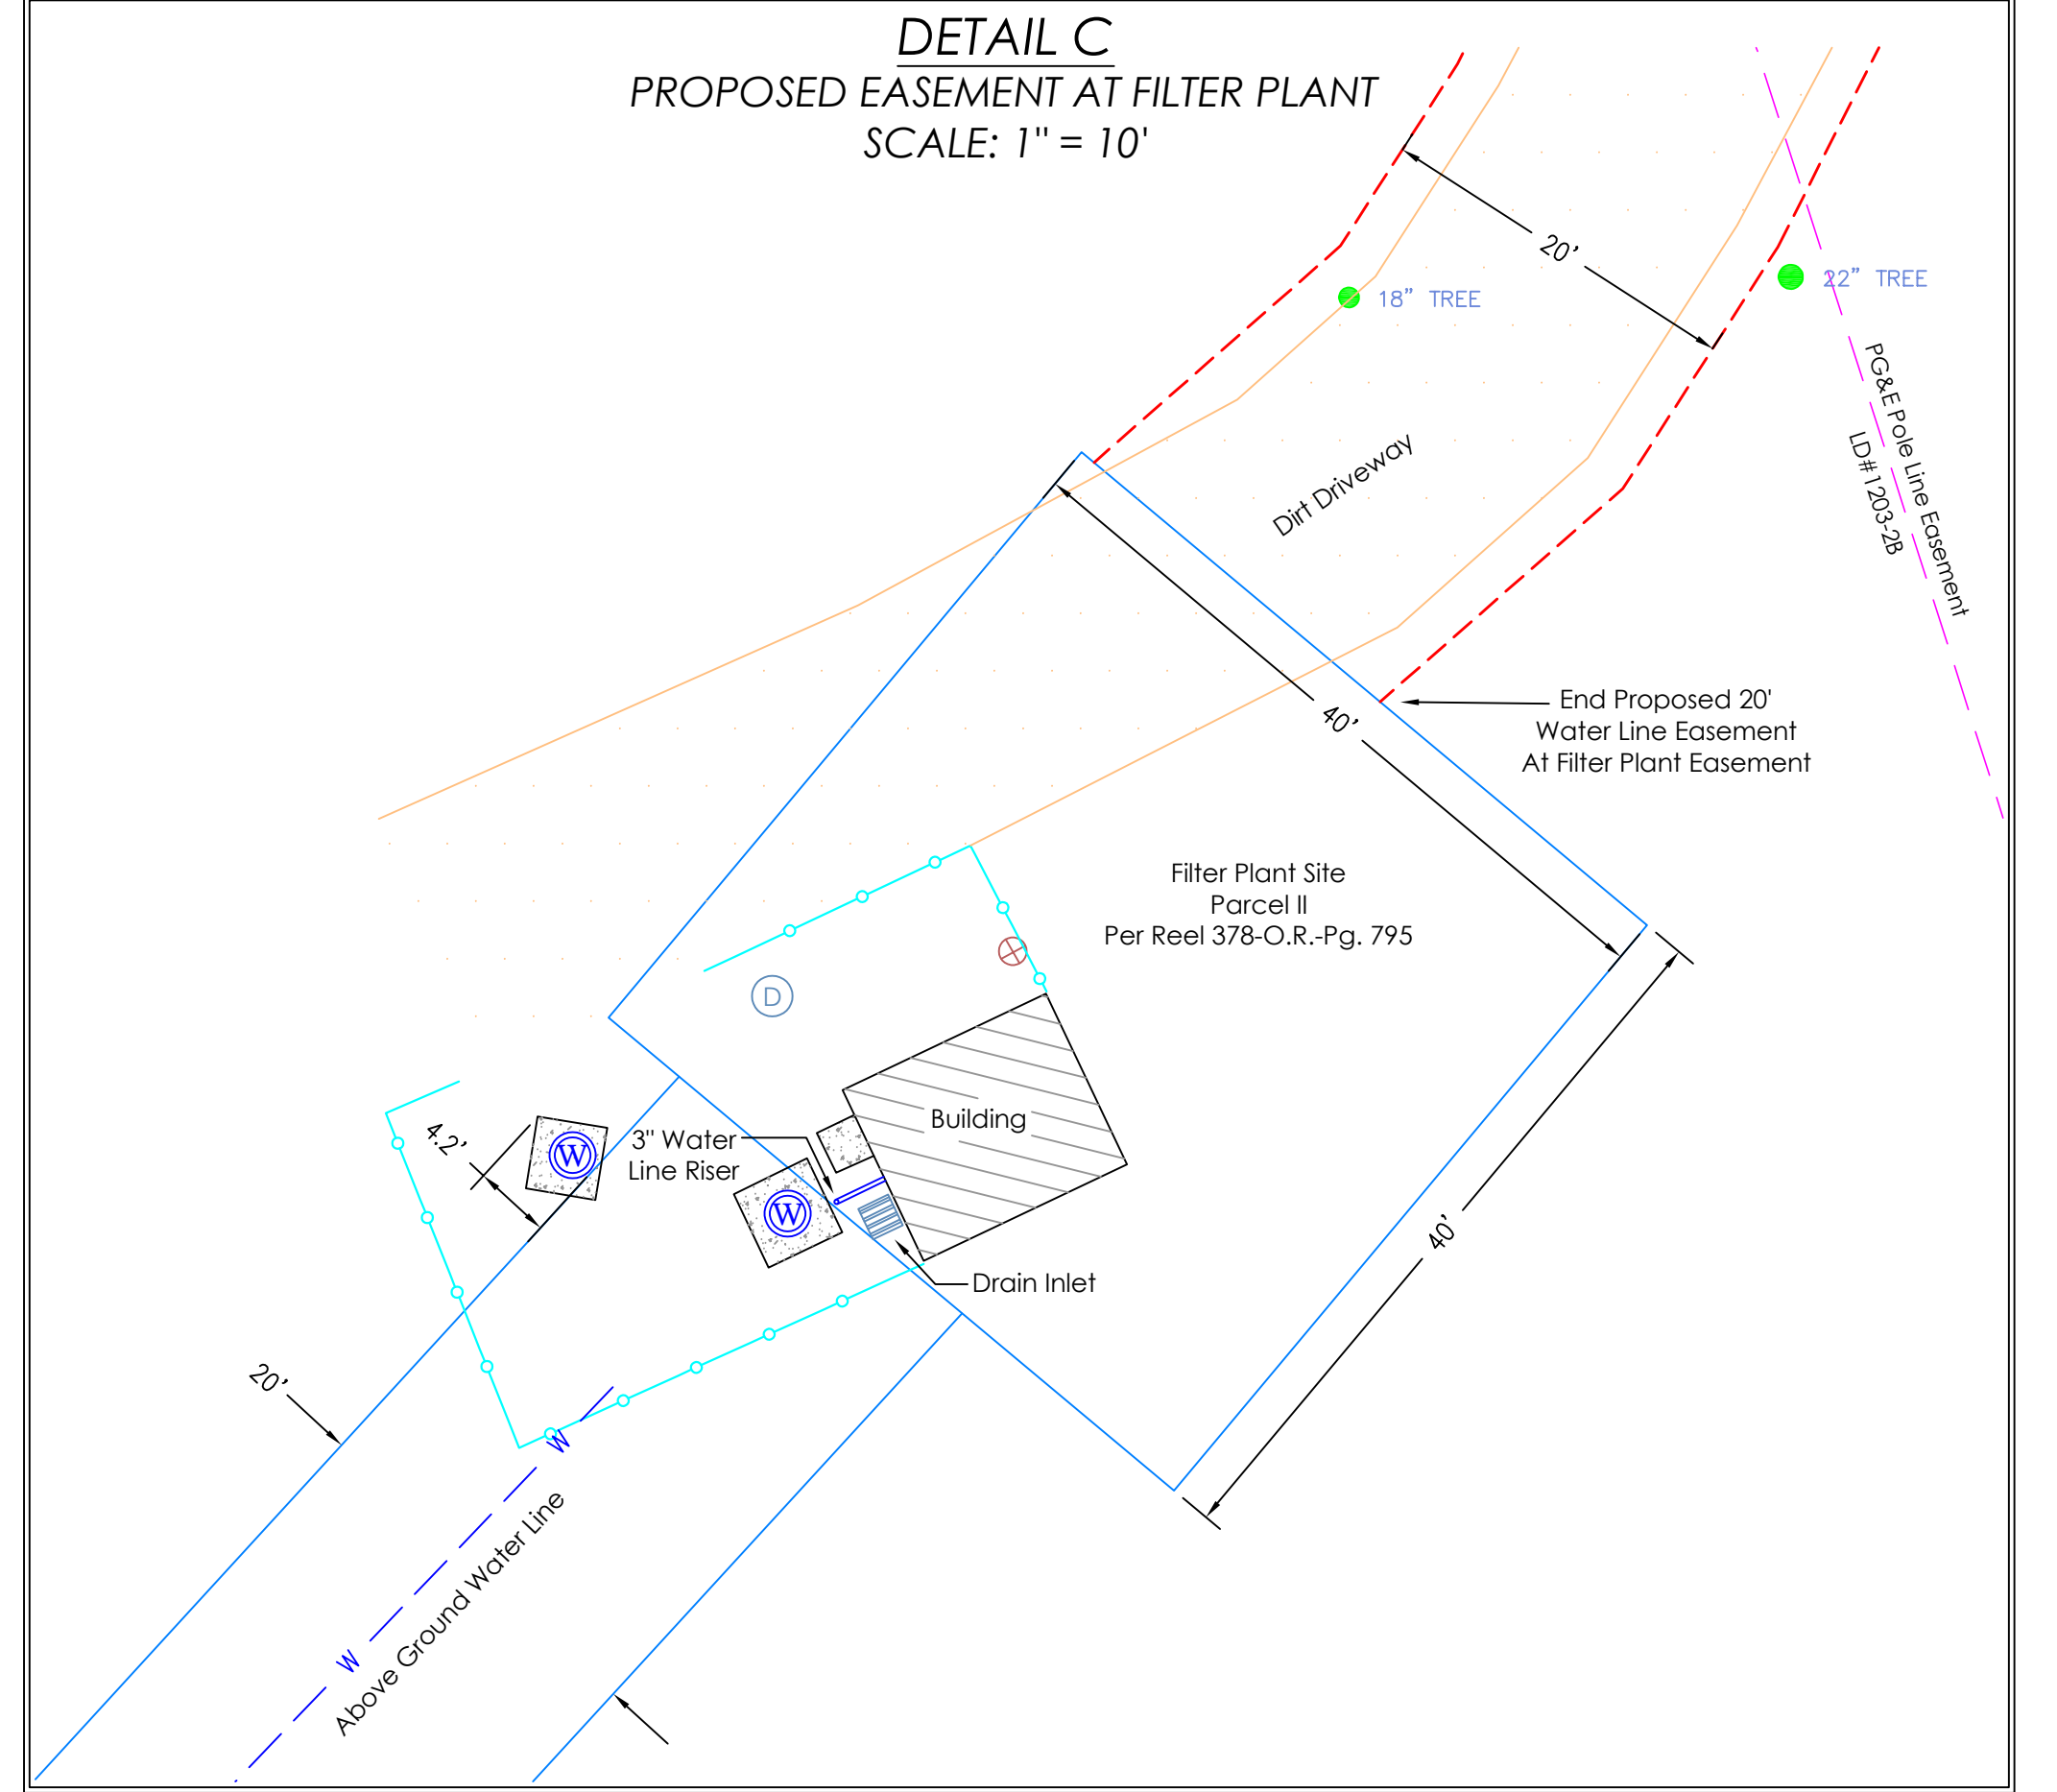 DETAIL C
PROPOSED EASEMENT AT FILTER PLANT
SCALE: 1" = 10'
20'
18" TREE
22" TREE
PG&E Pole Line Easement
LD#1203-2B
Dirt Driveway
End Proposed 20'
Water Line Easement
At Filter Plant Easement
40'
Filter Plant Site
Parcel II
Per Reel 378-O.R.-Pg. 795
D
Building
4.2'
W
3" Water
Line Riser
W
40'
Drain Inlet
20'
W
W
Above Ground Water Line